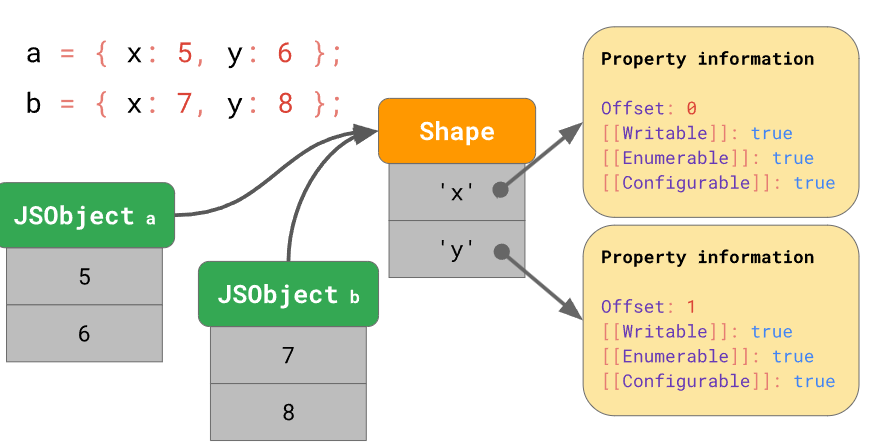 a = { x: 5, y: 6 };
b = { x: 7, y: 8 };
JSObject a
5
6
JSObject b
7
8
Shape
'x'
'y'
Property information
Offset: 0
[[Writable]]: true
[[Enumerable]]: true
[[Configurable]]: true
Property information
Offset: 1
[[Writable]]: true
[[Enumerable]]: true
[[Configurable]]: true